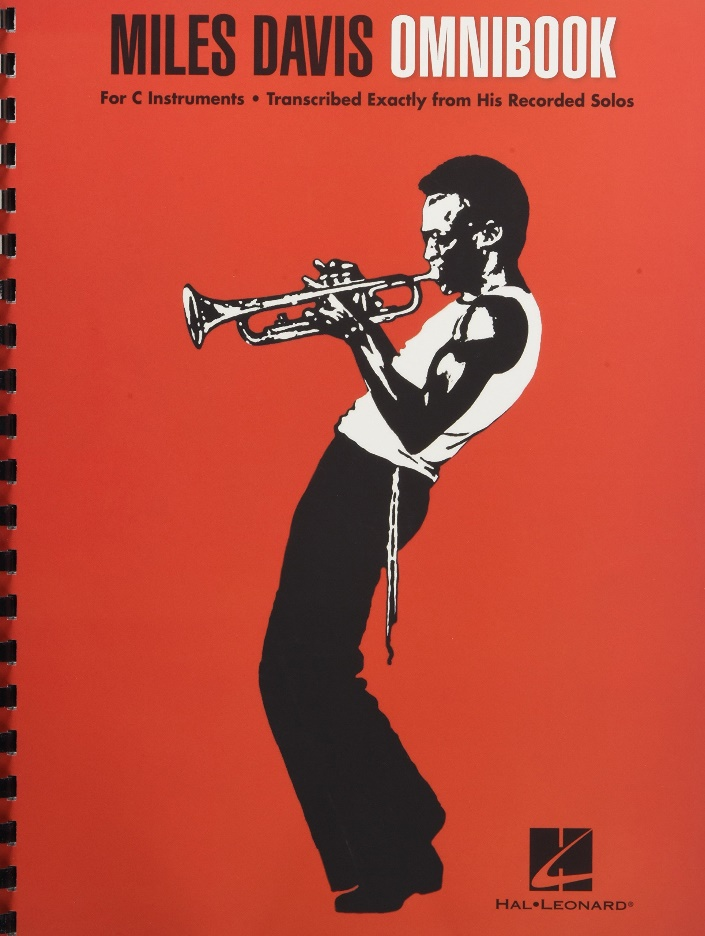 MILES DAVIS OMNIBOOK
For C Instruments • Transcribed Exactly from His Recorded Solos
HAL•LEONARD®